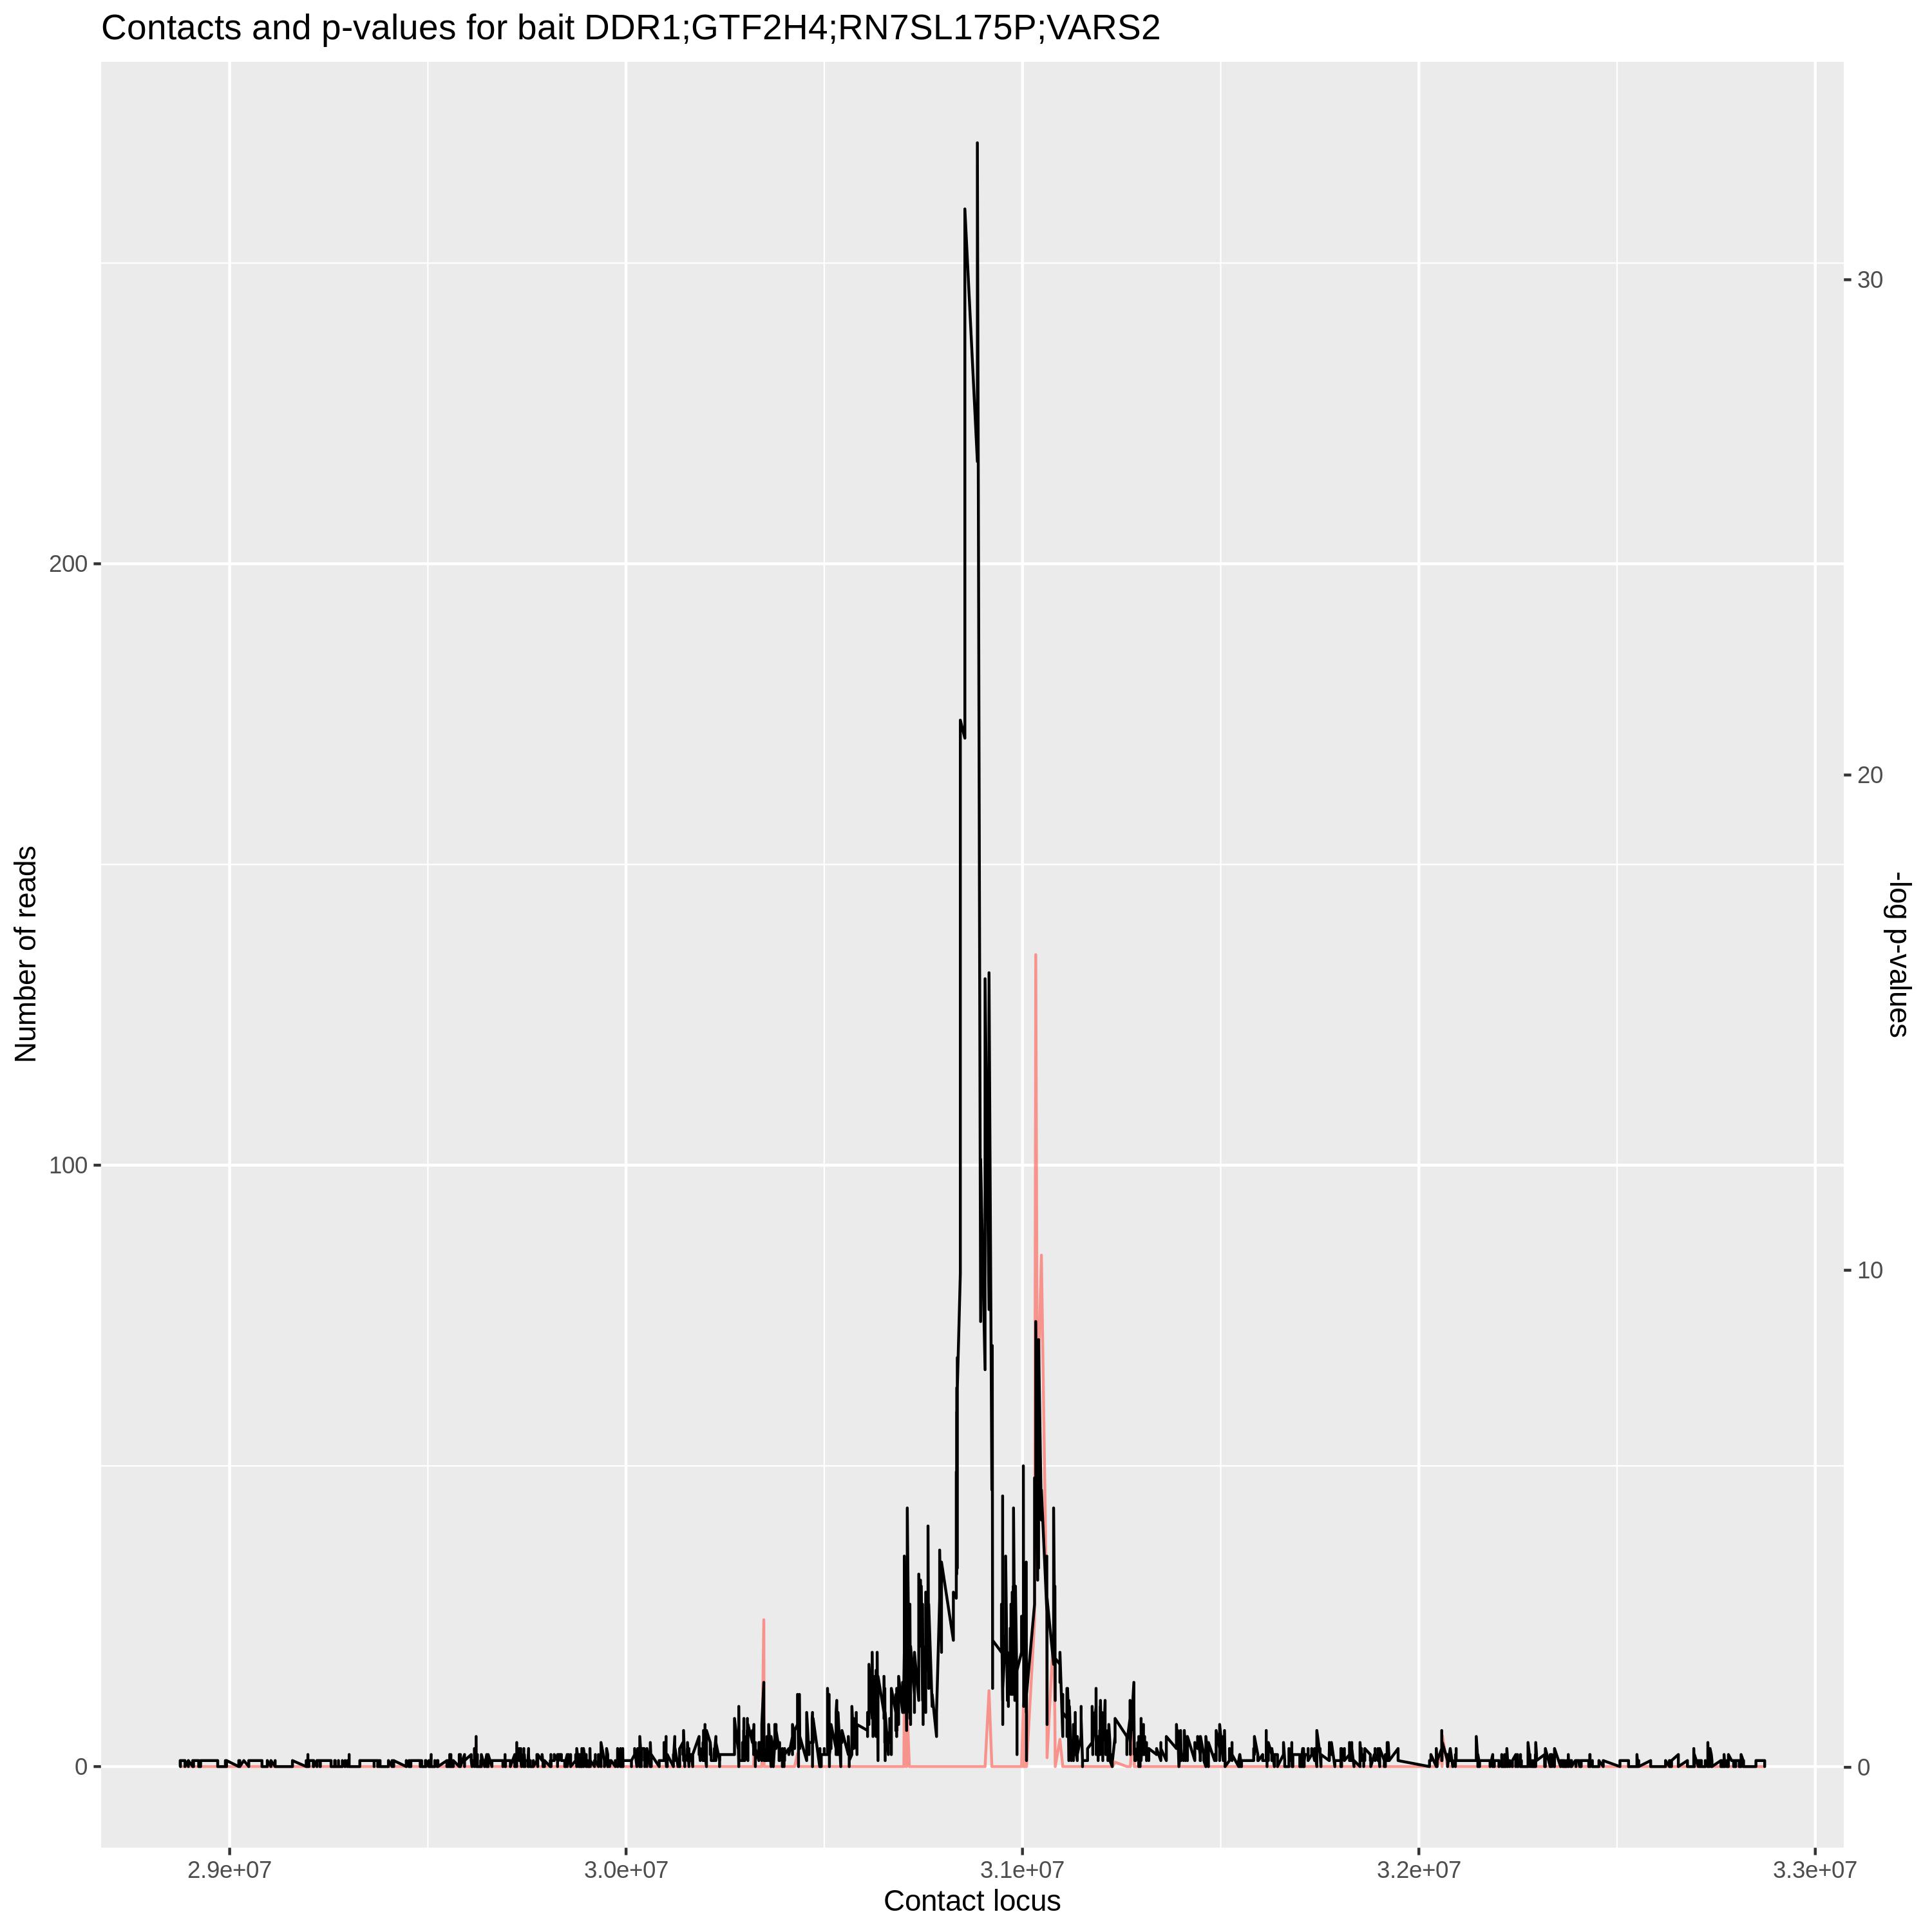 Contacts and p-values for bait DDR1;GTF2H4;RN7SL175P;VARS2
Number of reads
200
100
0
30
20
10
0
-log p-values
2.9e+07 3.0e+07 3.1e+07 3.2e+07 3.3e+07
Contact locus